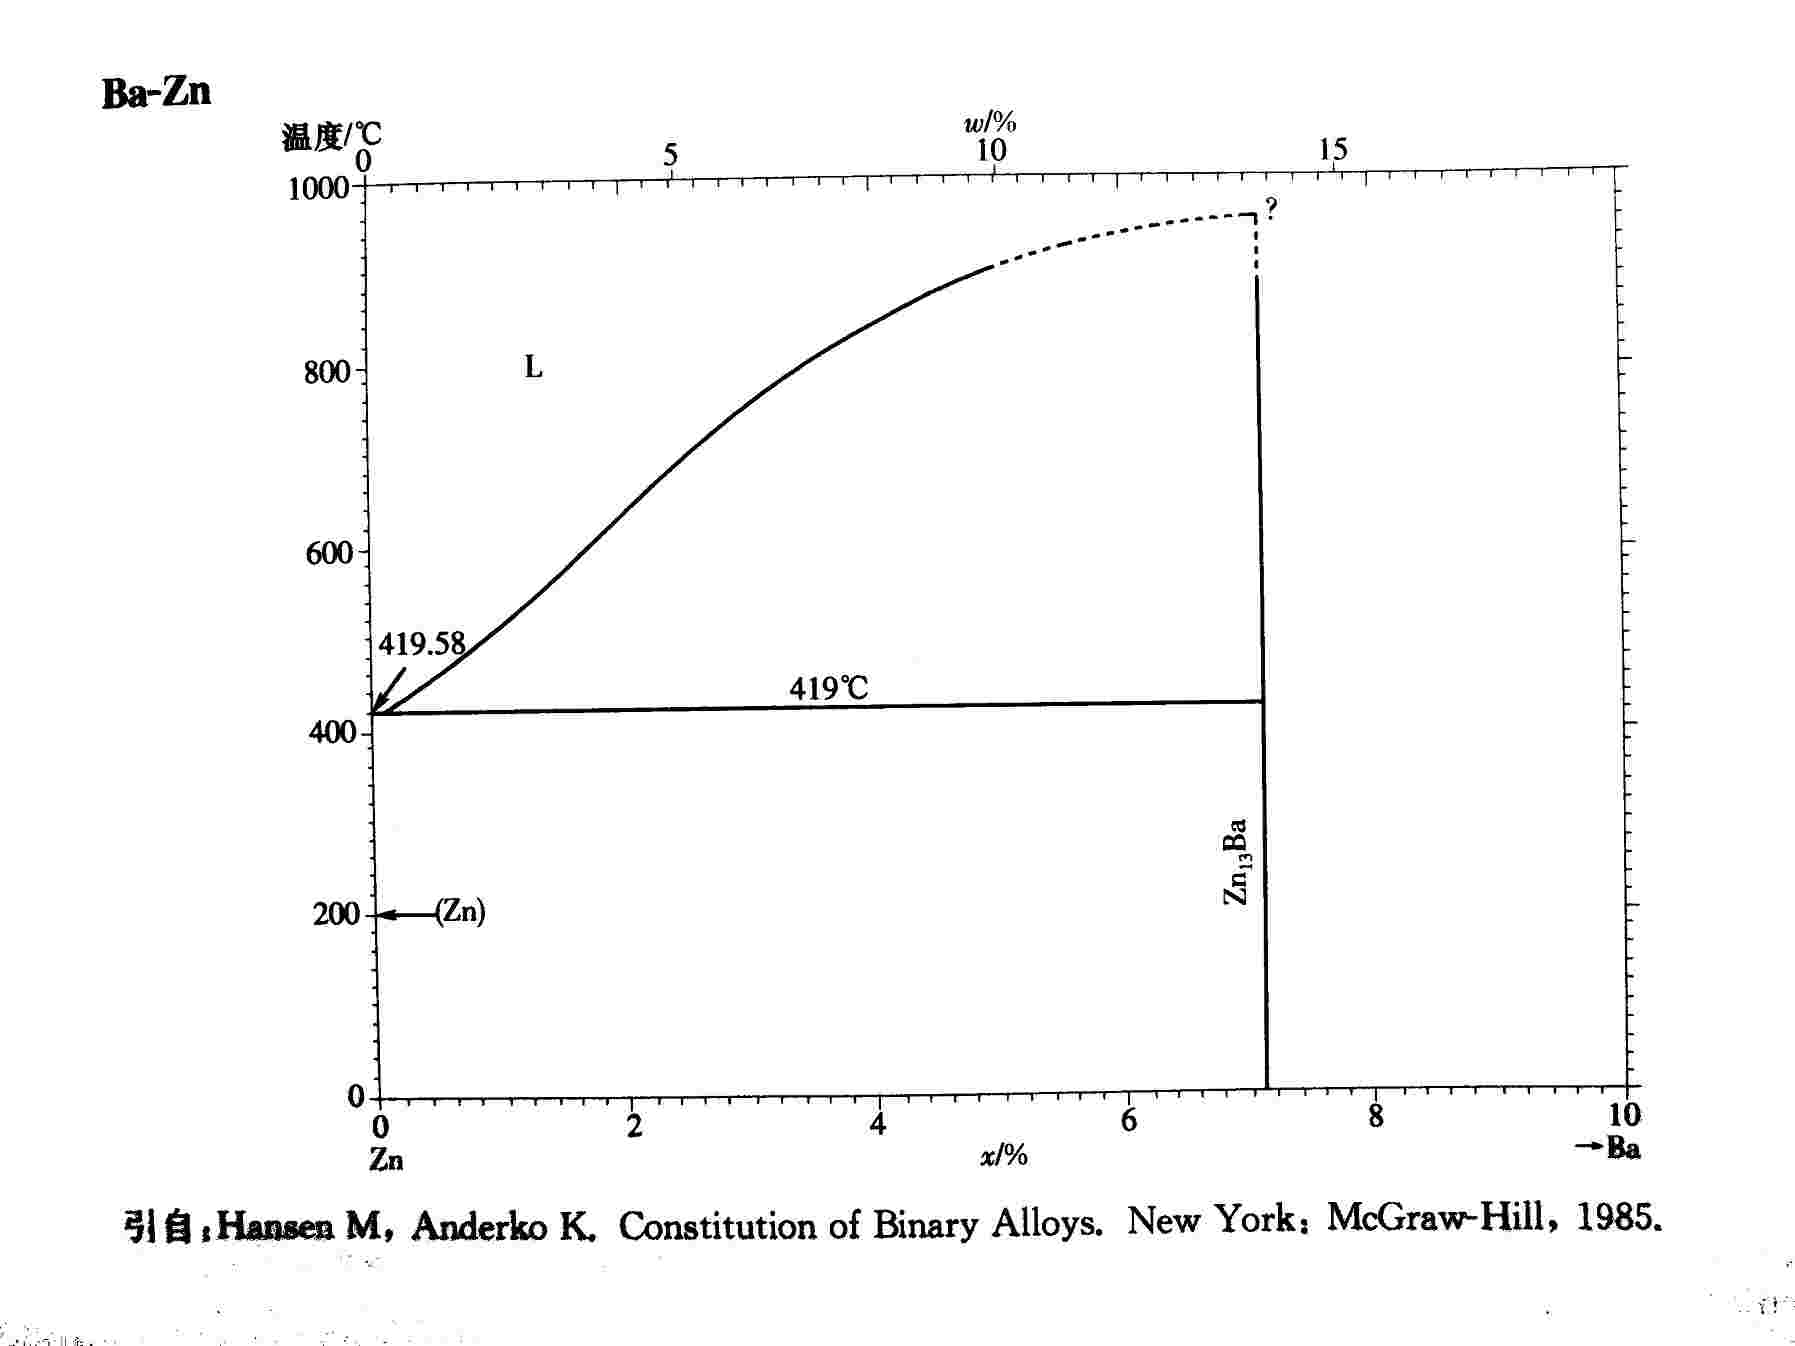 Ba-Zn
温度/℃
w/%
0 5 10 15
1000
?
800
L
600
419.58
419℃
400
Zn₁₃Ba
200
(Zn)
0
0 2 4 6 8 10
Zn x/% →Ba
引自:Hansen M, Anderko K. Constitution of Binary Alloys. New York: McGraw-Hill, 1985.